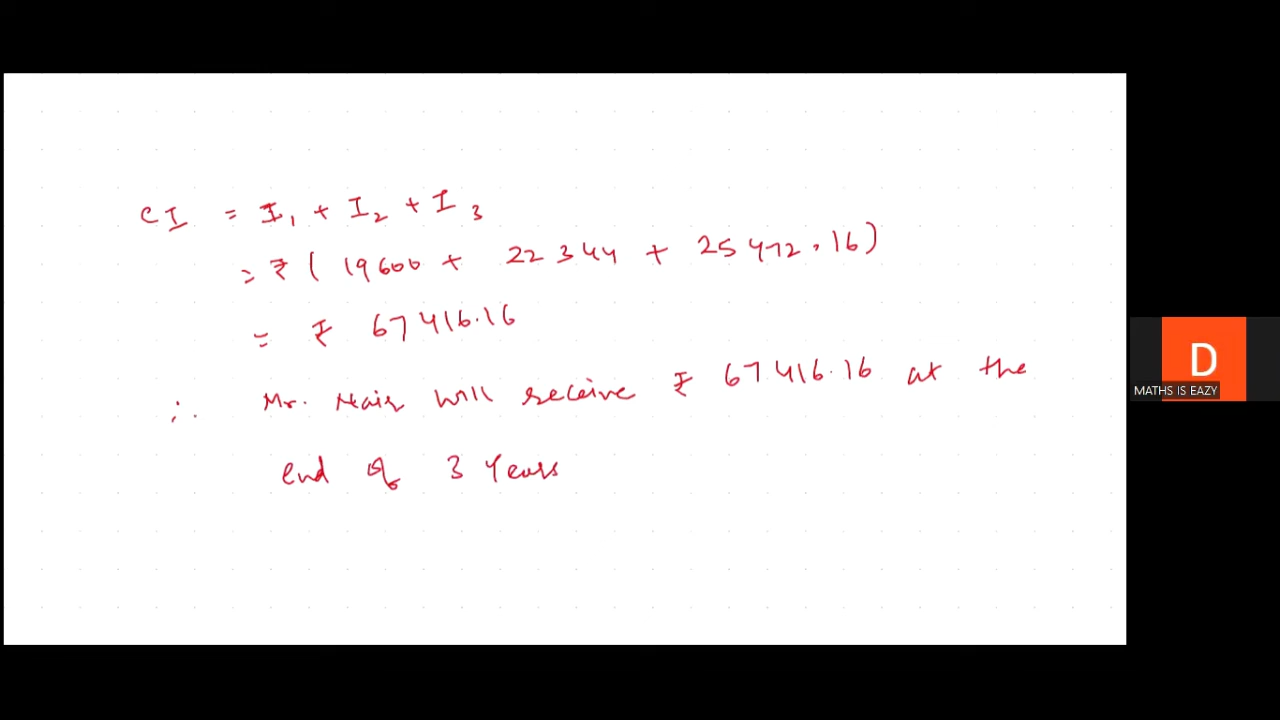 CI = I₁ + I₂ + I₃
= ₹ ( 19600 + 22344 + 25472.16)
= ₹ 67416.16
∴ Mr. Nair will receive ₹ 67416.16 at the
end of 3 Years
D
MATHS IS EAZY